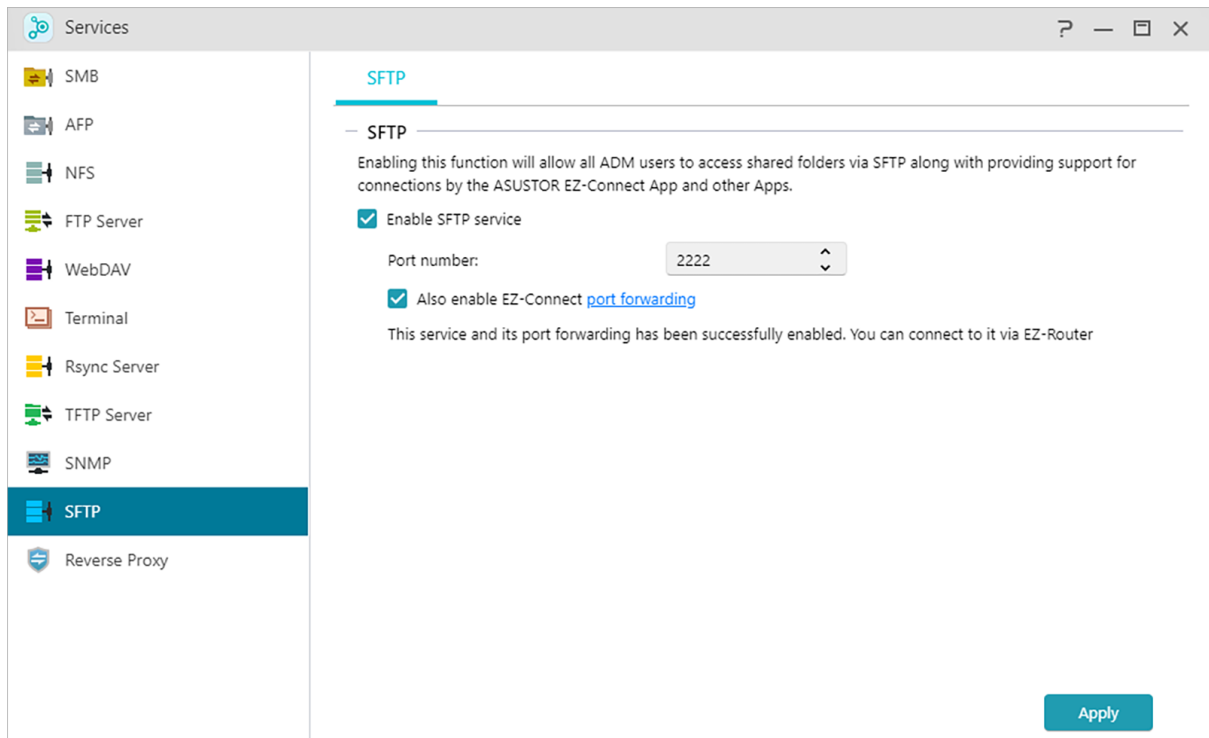 Services
SMB
AFP
NFS
FTP Server
WebDAV
Terminal
Rsync Server
TFTP Server
SNMP
SFTP
Reverse Proxy
SFTP
SFTP
Enabling this function will allow all ADM users to access shared folders via SFTP along with providing support for
connections by the ASUSTOR EZ-Connect App and other Apps.
Enable SFTP service
Port number: 2222
Also enable EZ-Connect port forwarding
This service and its port forwarding has been successfully enabled. You can connect to it via EZ-Router
Apply